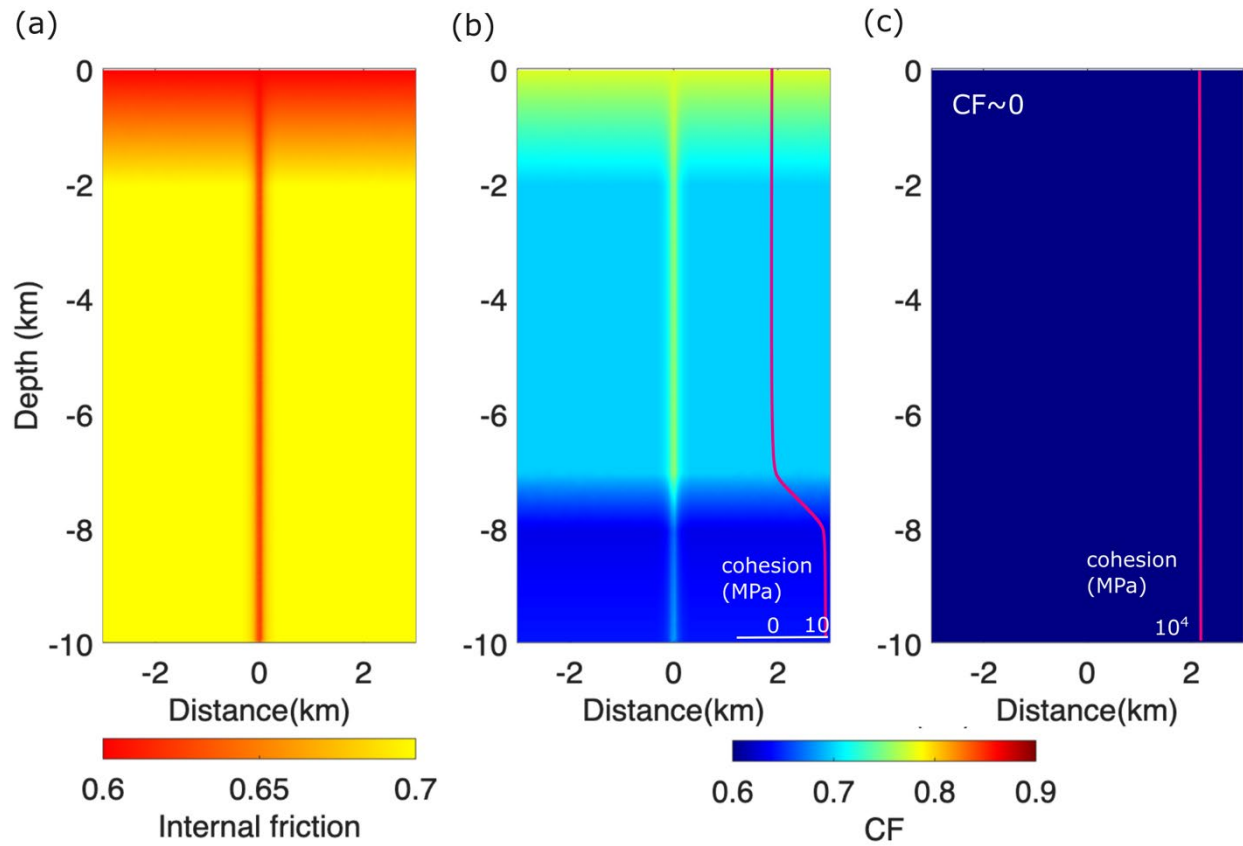 (a)
(b)
(c)
0
-2
-4
-6
-8
-10
Depth (km)
-2 0 2
Distance(km)
0.6 0.65 0.7
Internal friction
0
-2
-4
-6
-8
-10
cohesion
(MPa)
0 10
-2 0 2
Distance(km)
0
-2
-4
-6
-8
-10
CF~0
cohesion
(MPa)
10⁴
-2 0 2
Distance(km)
0.6 0.7 0.8 0.9
CF